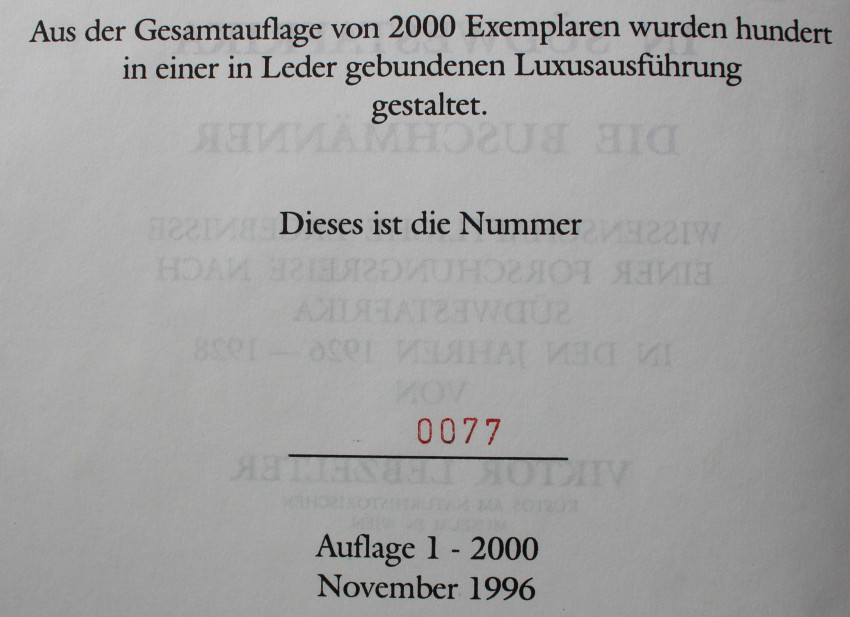 Aus der Gesamtauflage von 2000 Exemplaren wurden hundert
in einer in Leder gebundenen Luxusausführung
gestaltet.
Dieses ist die Nummer
0077
Auflage 1 - 2000
November 1996